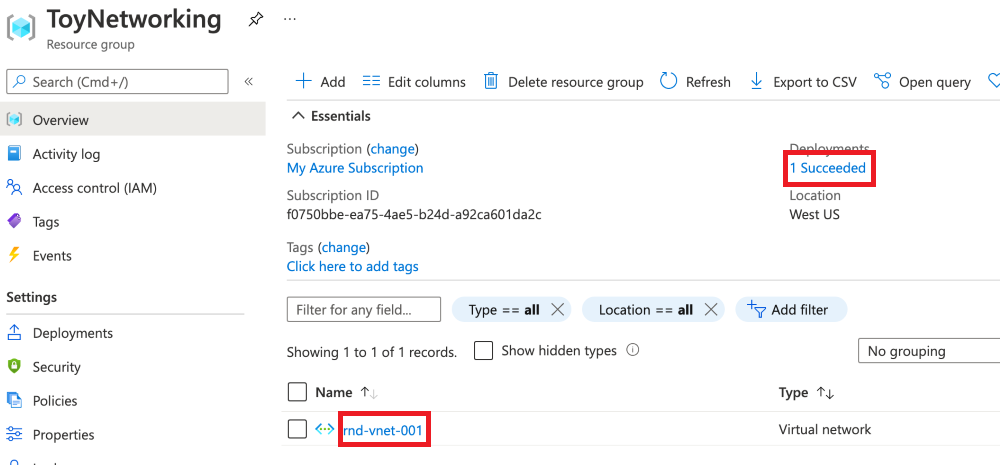 ToyNetworking
Resource group
Search (Cmd+/)
Overview
Activity log
Access control (IAM)
Tags
Events
Settings
Deployments
Security
Policies
Properties
Add Edit columns Delete resource group Refresh Export to CSV Open query
Essentials
Subscription (change)
My Azure Subscription
Subscription ID
f0750bbe-ea75-4ae5-b24d-a92ca601da2c
Tags (change)
Click here to add tags
Deployments
1 Succeeded
Location
West US
Filter for any field... Type == all Location == all Add filter
Showing 1 to 1 of 1 records. Show hidden types No grouping
Name Type
rnd-vnet-001 Virtual network